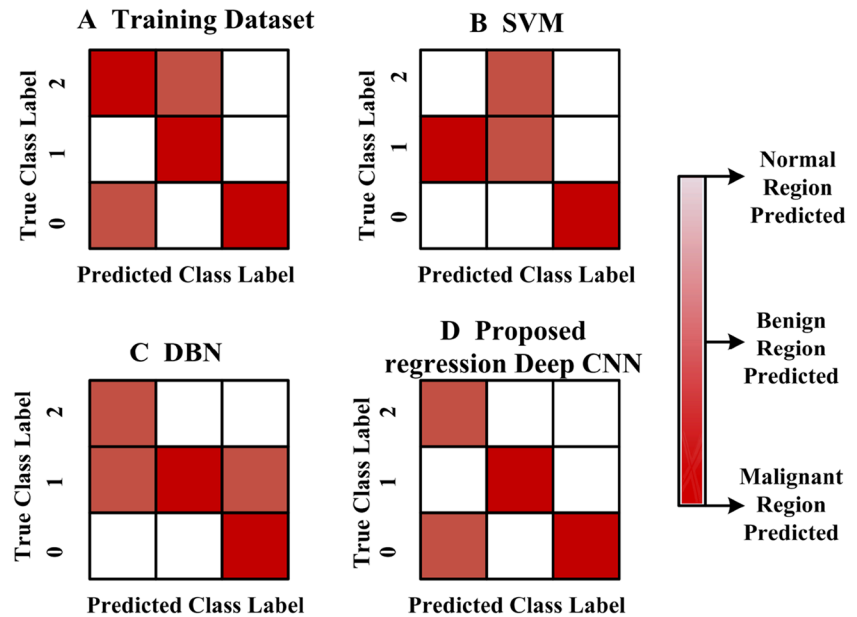 A Training Dataset
True Class Label
2
1
0
Predicted Class Label
B SVM
True Class Label
2
1
0
Predicted Class Label
C DBN
True Class Label
2
1
0
Predicted Class Label
D Proposed
regression Deep CNN
True Class Label
2
1
0
Predicted Class Label
Normal
Region
Predicted
Benign
Region
Predicted
Malignant
Region
Predicted